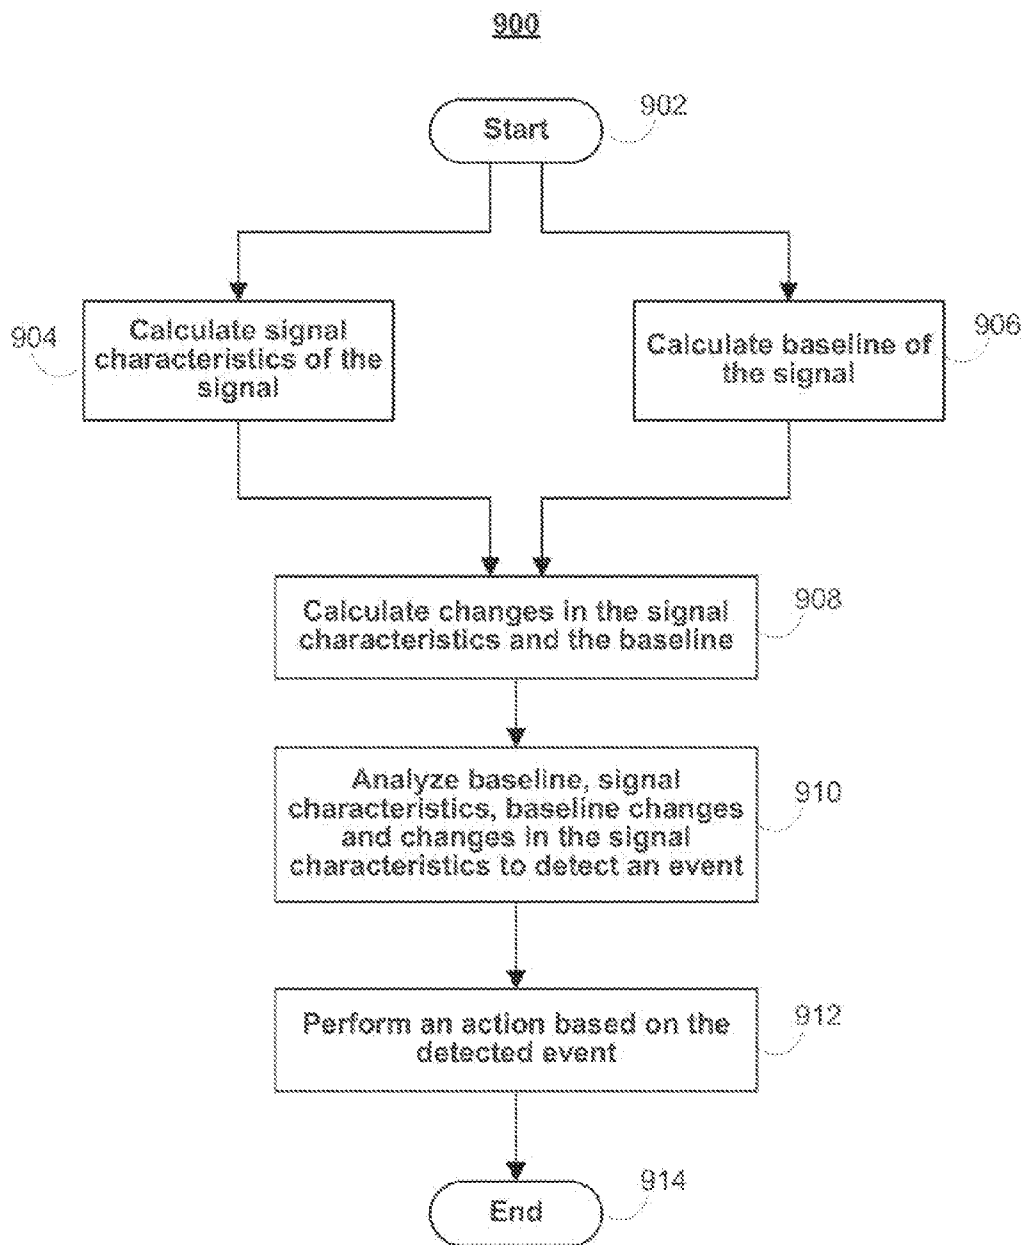 900
Start
902
Calculate signal
characteristics of the
signal
904
Calculate baseline of
the signal
906
Calculate changes in the signal
characteristics and the baseline
908
Analyze baseline, signal
characteristics, baseline changes
and changes in the signal
characteristics to detect an event
910
Perform an action based on the
detected event
912
End
914